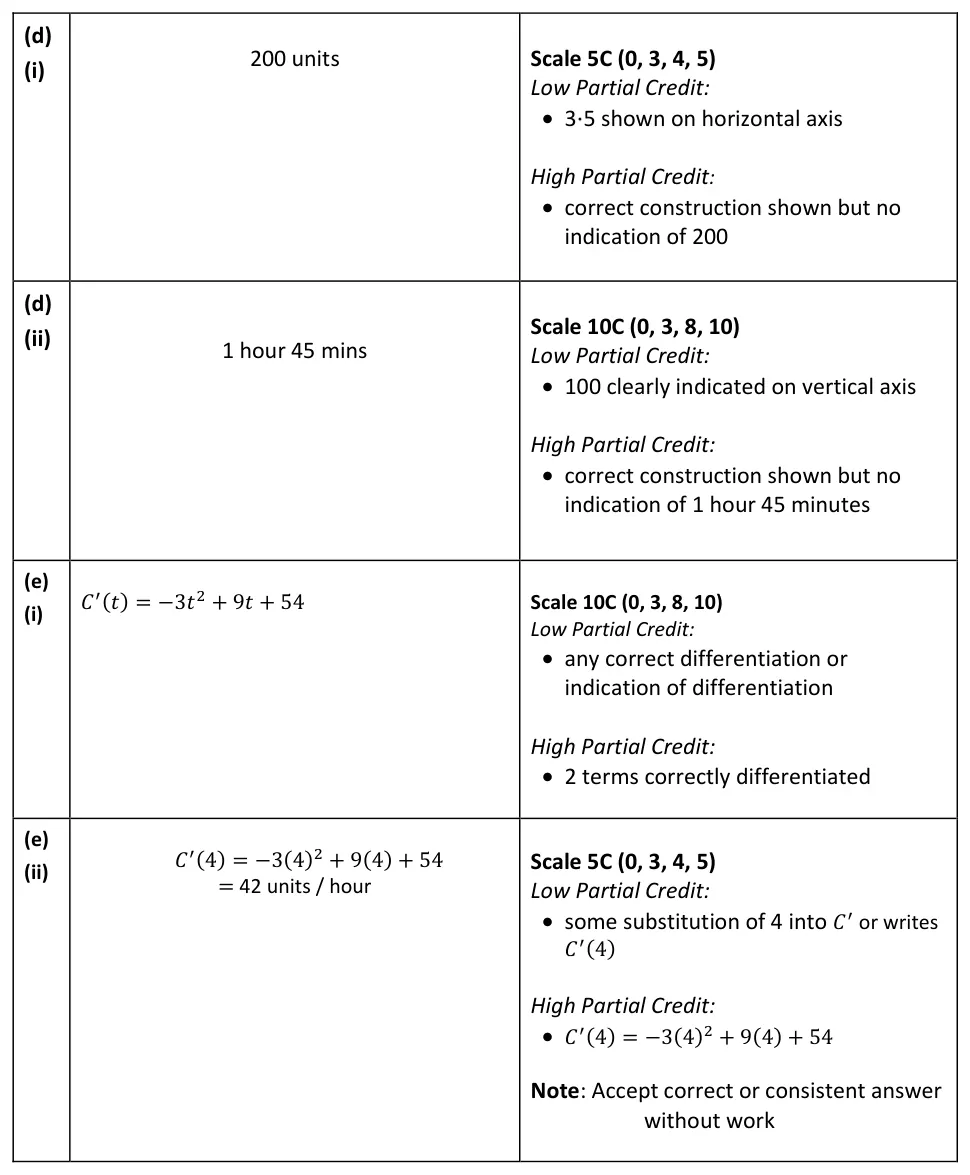 (d)
(i)
200 units
Scale 5C (0, 3, 4, 5)
Low Partial Credit:
• 3·5 shown on horizontal axis
High Partial Credit:
• correct construction shown but no
indication of 200
(d)
(ii)
1 hour 45 mins
Scale 10C (0, 3, 8, 10)
Low Partial Credit:
• 100 clearly indicated on vertical axis
High Partial Credit:
• correct construction shown but no
indication of 1 hour 45 minutes
(e)
(i)
𝐶′(𝑡) = −3𝑡² + 9𝑡 + 54
Scale 10C (0, 3, 8, 10)
Low Partial Credit:
• any correct differentiation or
indication of differentiation
High Partial Credit:
• 2 terms correctly differentiated
(e)
(ii)
𝐶′(4) = −3(4)² + 9(4) + 54
= 42 units / hour
Scale 5C (0, 3, 4, 5)
Low Partial Credit:
• some substitution of 4 into 𝐶′ or writes
𝐶′(4)
High Partial Credit:
• 𝐶′(4) = −3(4)² + 9(4) + 54
Note: Accept correct or consistent answer
without work